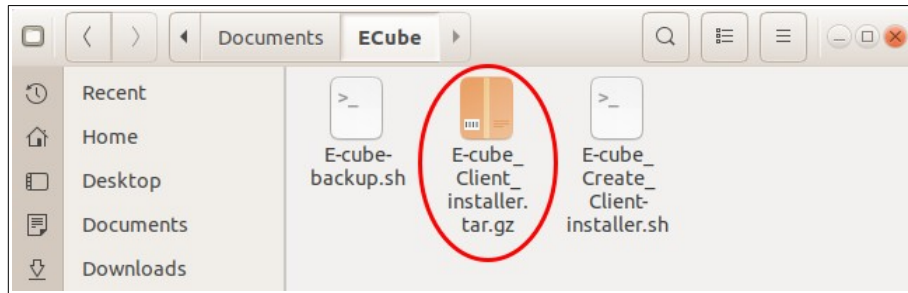 Documents
ECube
Recent
Home
Desktop
Documents
Downloads
>_
E-cube-
backup.sh
E-cube_
Client_
installer.
tar.gz
>_
E-cube_
Create_
Client-
installer.sh